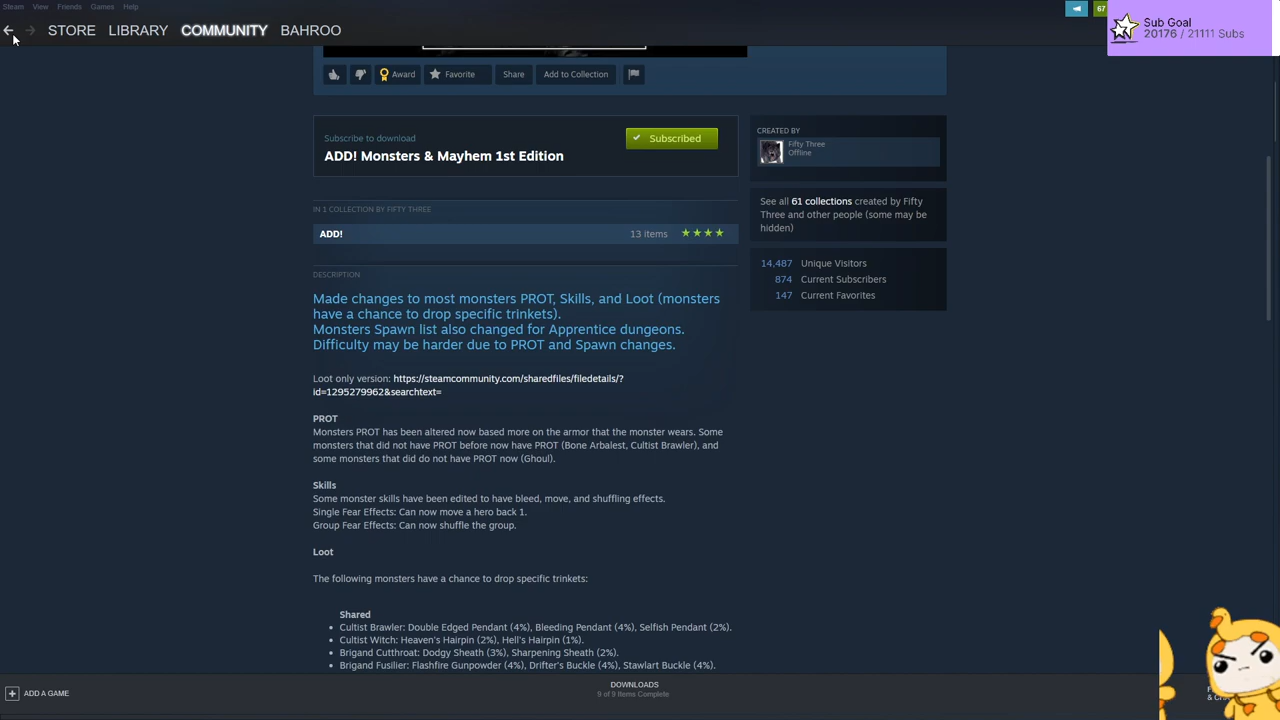 Steam View Friends Games Help
67
Sub Goal
20176 / 21111 Subs
STORE LIBRARY COMMUNITY BAHROO
Award Favorite Share Add to Collection
Subscribe to download
ADD! Monsters & Mayhem 1st Edition
Subscribed
CREATED BY
Fifty Three
Offline
See all 61 collections created by Fifty
Three and other people (some may be
hidden)
14,487 Unique Visitors
874 Current Subscribers
147 Current Favorites
IN 1 COLLECTION BY FIFTY THREE
ADD! 13 items
DESCRIPTION
Made changes to most monsters PROT, Skills, and Loot (monsters
have a chance to drop specific trinkets).
Monsters Spawn list also changed for Apprentice dungeons.
Difficulty may be harder due to PROT and Spawn changes.
Loot only version: https://steamcommunity.com/sharedfiles/filedetails/?
id=1295279962&searchtext=
PROT
Monsters PROT has been altered now based more on the armor that the monster wears. Some
monsters that did not have PROT before now have PROT (Bone Arbalest, Cultist Brawler), and
some monsters that did do not have PROT now (Ghoul).
Skills
Some monster skills have been edited to have bleed, move, and shuffling effects.
Single Fear Effects: Can now move a hero back 1.
Group Fear Effects: Can now shuffle the group.
Loot
The following monsters have a chance to drop specific trinkets:
Shared
Cultist Brawler: Double Edged Pendant (4%), Bleeding Pendant (4%), Selfish Pendant (2%).
Cultist Witch: Heaven's Hairpin (2%), Hell's Hairpin (1%).
Brigand Cutthroat: Dodgy Sheath (3%), Sharpening Sheath (2%).
Brigand Fusilier: Flashfire Gunpowder (4%), Drifter's Buckle (4%), Stawlart Buckle (4%).
ADD A GAME
DOWNLOADS
9 of 9 Items Complete